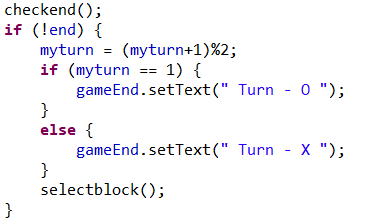 checkend();
if (!end) {
    myturn = (myturn+1)%2;
    if (myturn == 1) {
        gameEnd.setText(" Turn - O ");
    }
    else {
        gameEnd.setText(" Turn - X ");
    }
    selectblock();
}